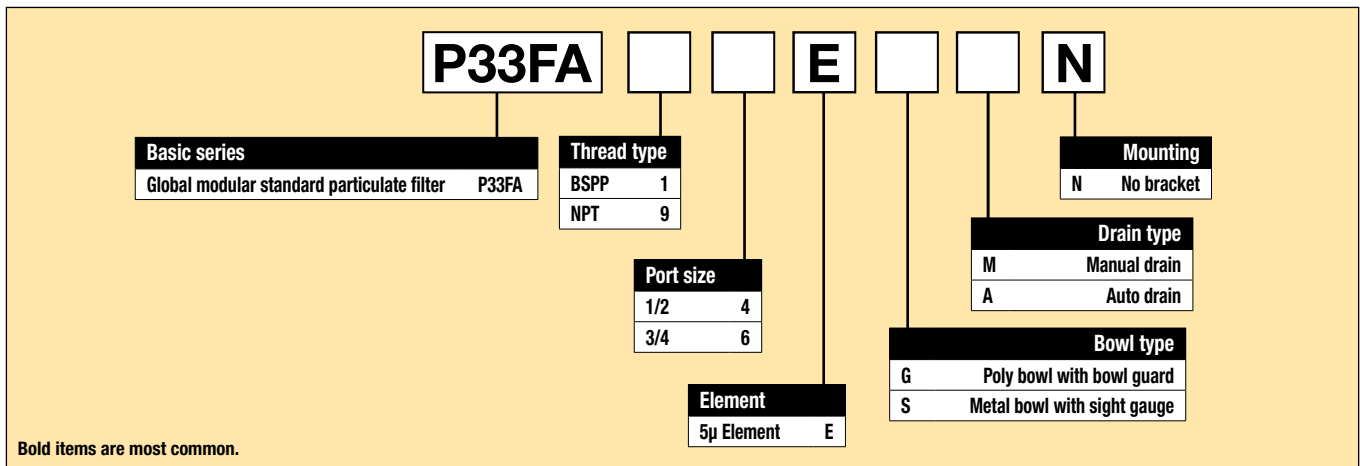 P33FA E N
Basic series
Global modular standard particulate filter P33FA
Thread type
BSPP 1
NPT 9
Port size
1/2 4
3/4 6
Element
5µ Element E
Mounting
N No bracket
Drain type
M Manual drain
A Auto drain
Bowl type
G Poly bowl with bowl guard
S Metal bowl with sight gauge
Bold items are most common.